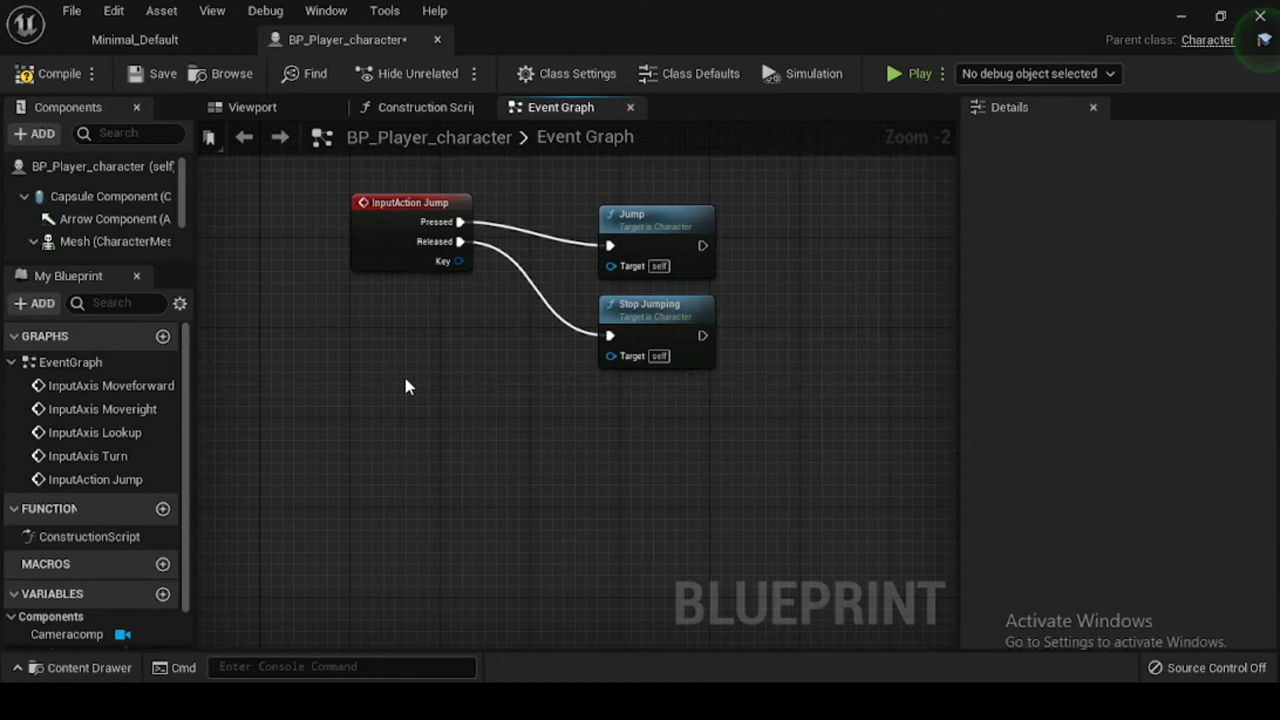 File Edit Asset View Debug Window Tools Help
Minimal_Default
BP_Player_character•
Parent class: Character
Compile
Save
Browse
Find
Hide Unrelated
Class Settings
Class Defaults
Simulation
Play
No debug object selected
Components
Viewport
Construction Scrip
Event Graph
Details
ADD
Search
BP_Player_character > Event Graph
Zoom -2
BP_Player_character (self
Capsule Component (C
Arrow Component (A
Mesh (CharacterMes
My Blueprint
ADD
Search
GRAPHS
EventGraph
InputAxis Moveforward
InputAxis Moveright
InputAxis Lookup
InputAxis Turn
InputAction Jump
FUNCTION
ConstructionScript
MACROS
VARIABLES
Components
Cameracomp
InputAction Jump
Pressed
Released
Key
Jump
Target is Character
Target self
Stop Jumping
Target is Character
Target self
BLUEPRINT
Activate Windows
Go to Settings to activate Windows.
Content Drawer
Cmd
Enter Console Command
Source Control Off